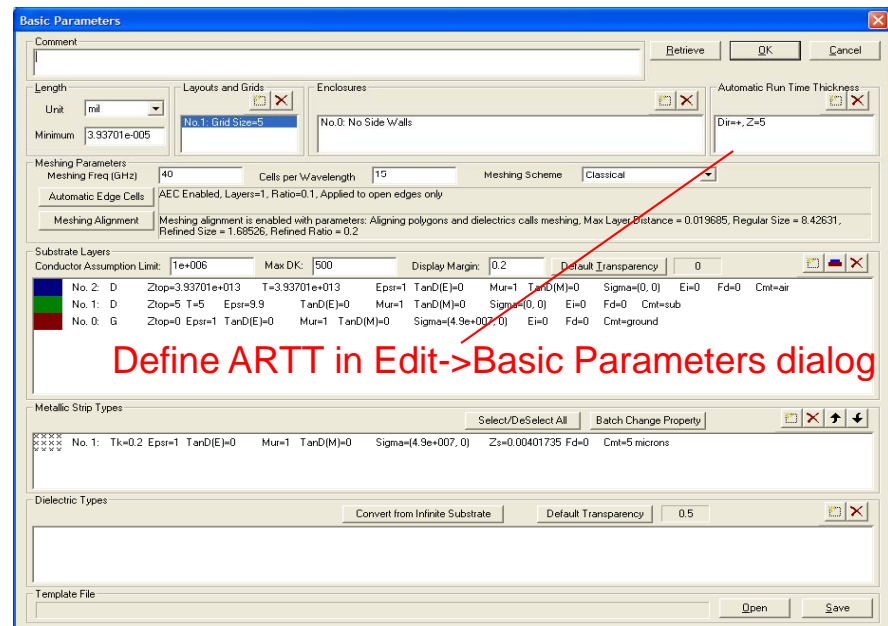 Basic Parameters
Comment
Retrieve OK Cancel
Length
Unit mil
Minimum 3.93701e-005
Layouts and Grids
No.1: Grid Size=5
Enclosures
No.0: No Side Walls
Automatic Run Time Thickness
Dir=+, Z=5
Meshing Parameters
Meshing Freq (GHz) 40 Cells per Wavelength 15 Meshing Scheme Classical
Automatic Edge Cells AEC Enabled, Layers=1, Ratio=0.1, Applied to open edges only
Meshing Alignment Meshing alignment is enabled with parameters: Aligning polygons and dielectrics calls meshing, Max Layer Distance = 0.019685, Regular Size = 8.42631,
Refined Size = 1.68526, Refined Ratio = 0.2
Substrate Layers
Conductor Assumption Limit: 1e+006 Max DK: 500 Display Margin: 0.2 Default Transparency 0
No. 2: D Ztop=3.93701e+013 T=3.93701e+013 Epsr=1 TanD(E)=0 Mur=1 TanD(M)=0 Sigma=(0, 0) Ei=0 Fd=0 Cmt=air
No. 1: D Ztop=5 T=5 Epsr=9.9 TanD(E)=0 Mur=1 TanD(M)=0 Sigma=(0, 0) Ei=0 Fd=0 Cmt=sub
No. 0: G Ztop=0 Epsr=1 TanD(E)=0 Mur=1 TanD(M)=0 Sigma=(4.9e+007, 0) Ei=0 Fd=0 Cmt=ground
Define ARTT in Edit->Basic Parameters dialog
Metallic Strip Types
Select/DeSelect All Batch Change Property
No. 1: Tk=0.2 Epsr=1 TanD(E)=0 Mur=1 TanD(M)=0 Sigma=(4.9e+007, 0) Zs=0.00401735 Fd=0 Cmt=5 microns
Dielectric Types
Convert from Infinite Substrate Default Transparency 0.5
Template File
Open Save